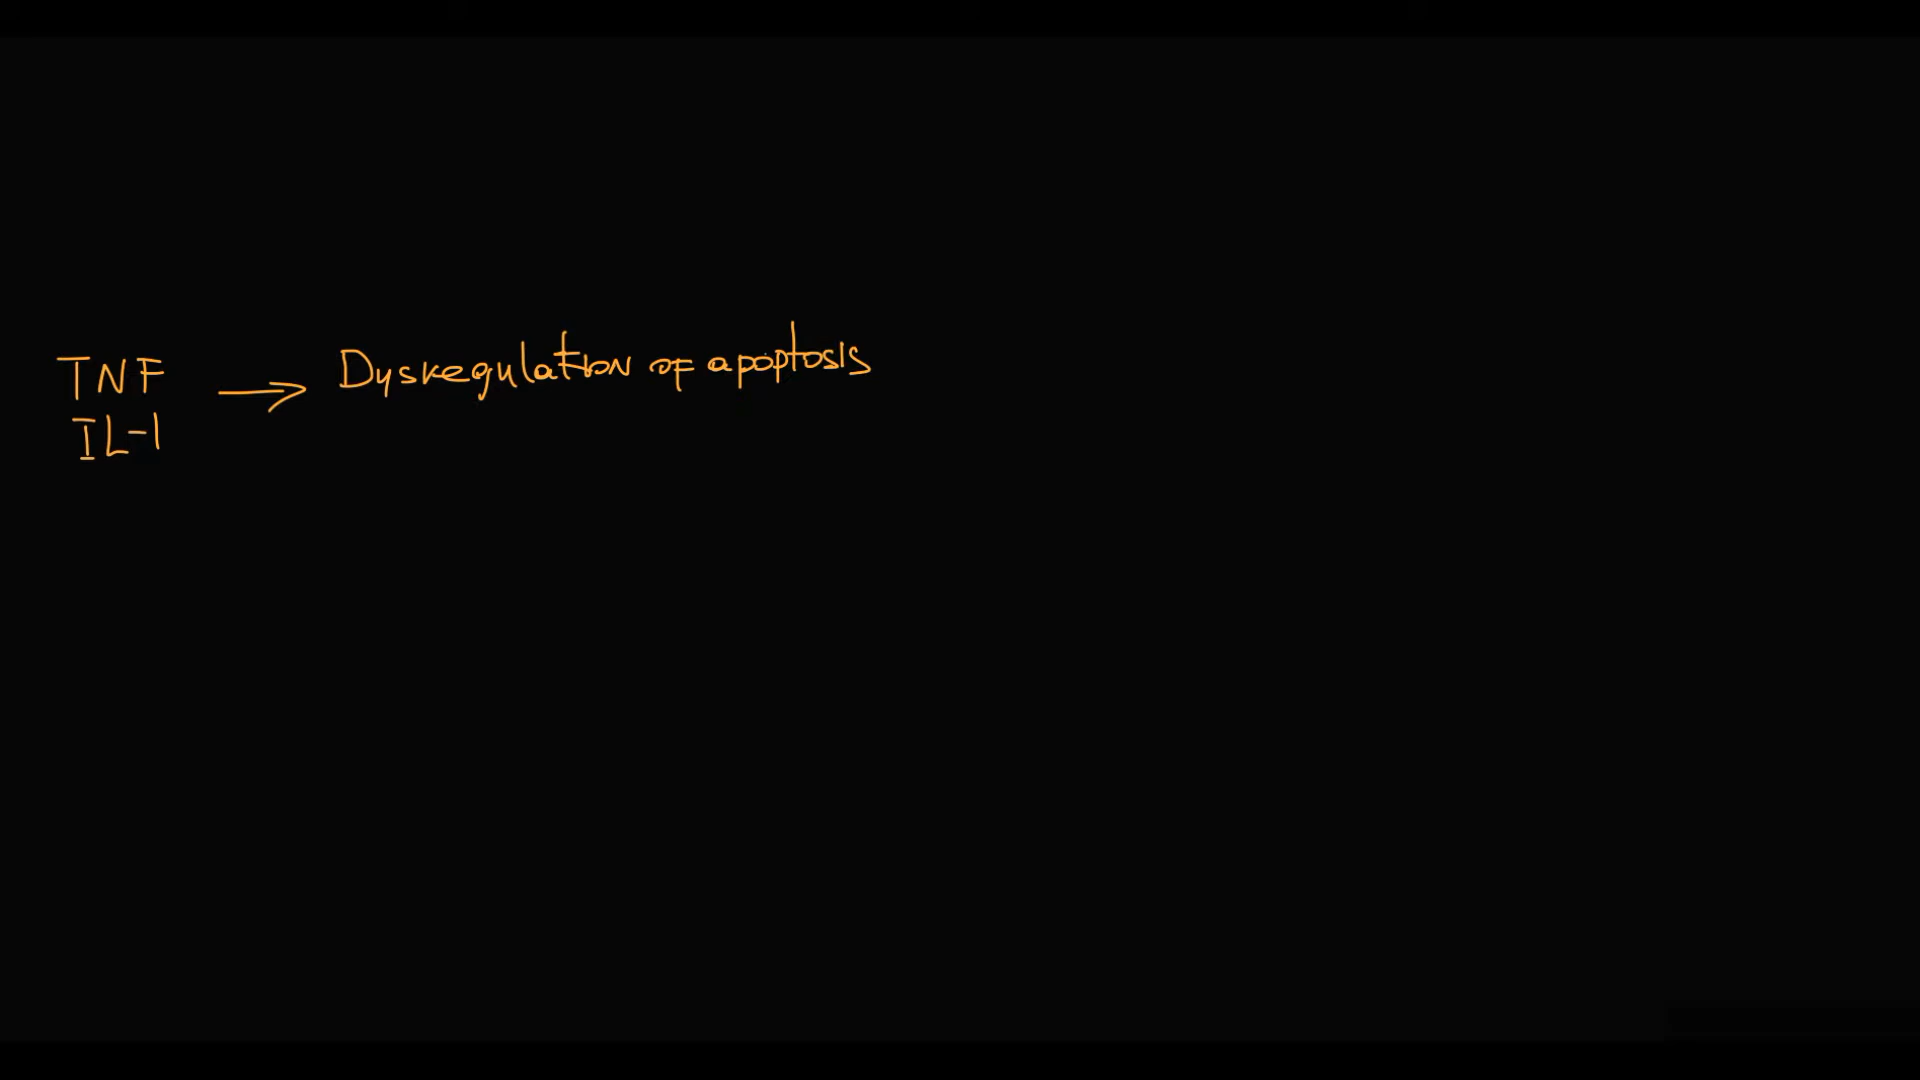 TNF → Dysregulation of apoptosis
IL-1